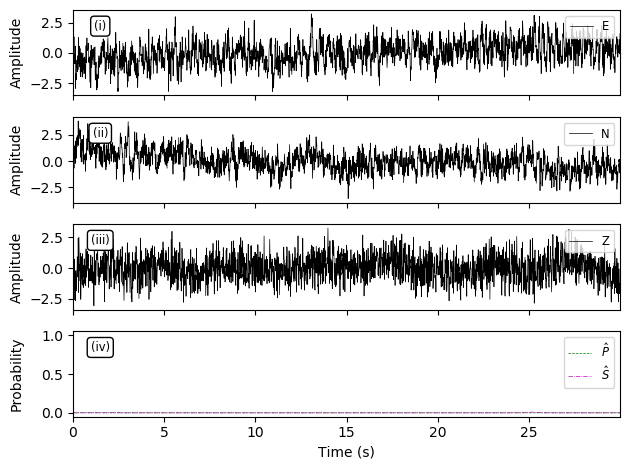 (i)
E
Amplitude
2.5
0.0
−2.5
(ii)
N
Amplitude
2.5
0.0
−2.5
(iii)
Z
Amplitude
2.5
0.0
−2.5
(iv)
P̂
Ŝ
Probability
1.0
0.5
0.0
0 5 10 15 20 25
Time (s)